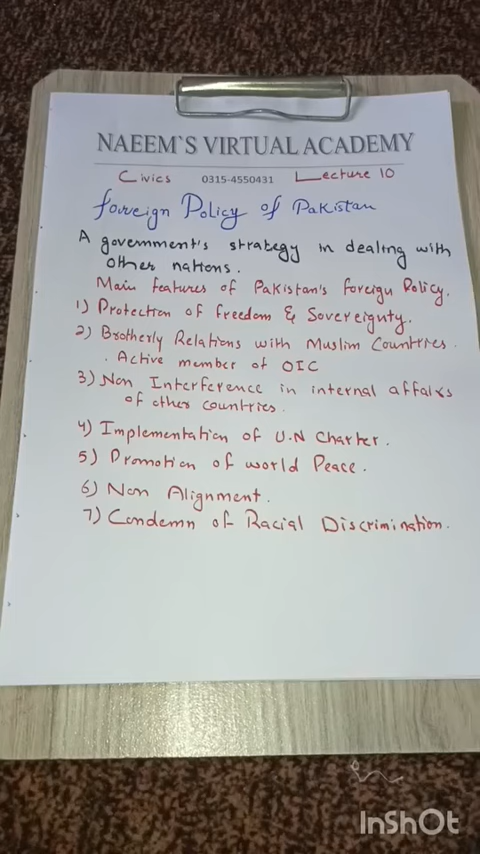 NAEEM`S VIRTUAL ACADEMY
Civics 0315-4550431 Lecture 10
foreign Policy of Pakistan
A government's strategy in dealing with
other nations.
Main features of Pakistan's foreign Policy.
1) Protection of freedom & Sovereignty.
2) Brotherly Relations with Muslim Countries.
. Active member of OIC
3) Non Interference in internal affairs
of other countries.
4) Implementation of U.N Charter.
5) Promotion of world Peace.
6) Non Alignment.
7) Condemn of Racial Discrimination.
InShOt